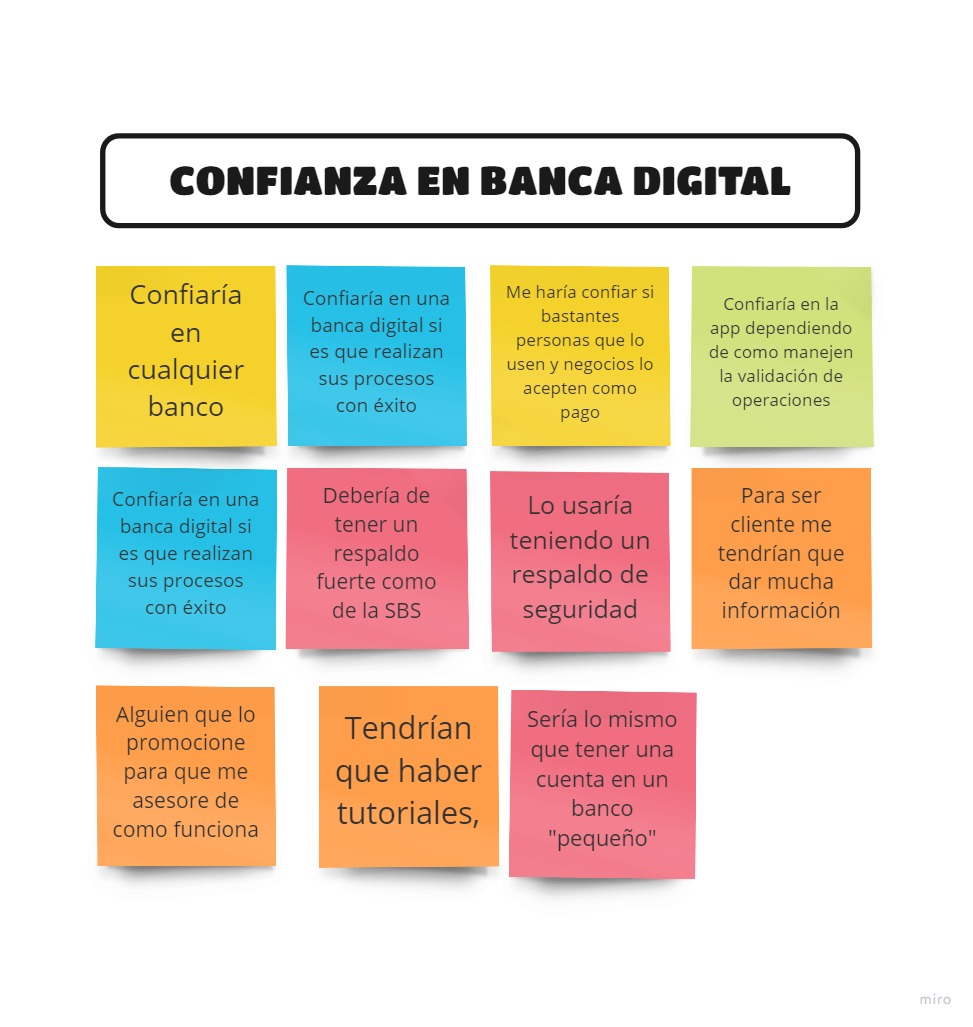 CONFIANZA EN BANCA DIGITAL
Confiaría
en
cualquier
banco
Confiaría en una
banca digital si
es que realizan
sus procesos
con éxito
Me haría confiar si
bastantes
personas que lo
usen y negocios lo
acepten como
pago
Confiaría en la
app dependiendo
de como manejen
la validación de
operaciones
Confiaría en una
banca digital si
es que realizan
sus procesos
con éxito
Debería de
tener un
respaldo
fuerte como
de la SBS
Lo usaría
teniendo un
respaldo de
seguridad
Para ser
cliente me
tendrían que
dar mucha
información
Alguien que lo
promocione
para que me
asesore de
como funciona
Tendrían
que haber
tutoriales,
Sería lo mismo
que tener una
cuenta en un
banco
"pequeño"
miro